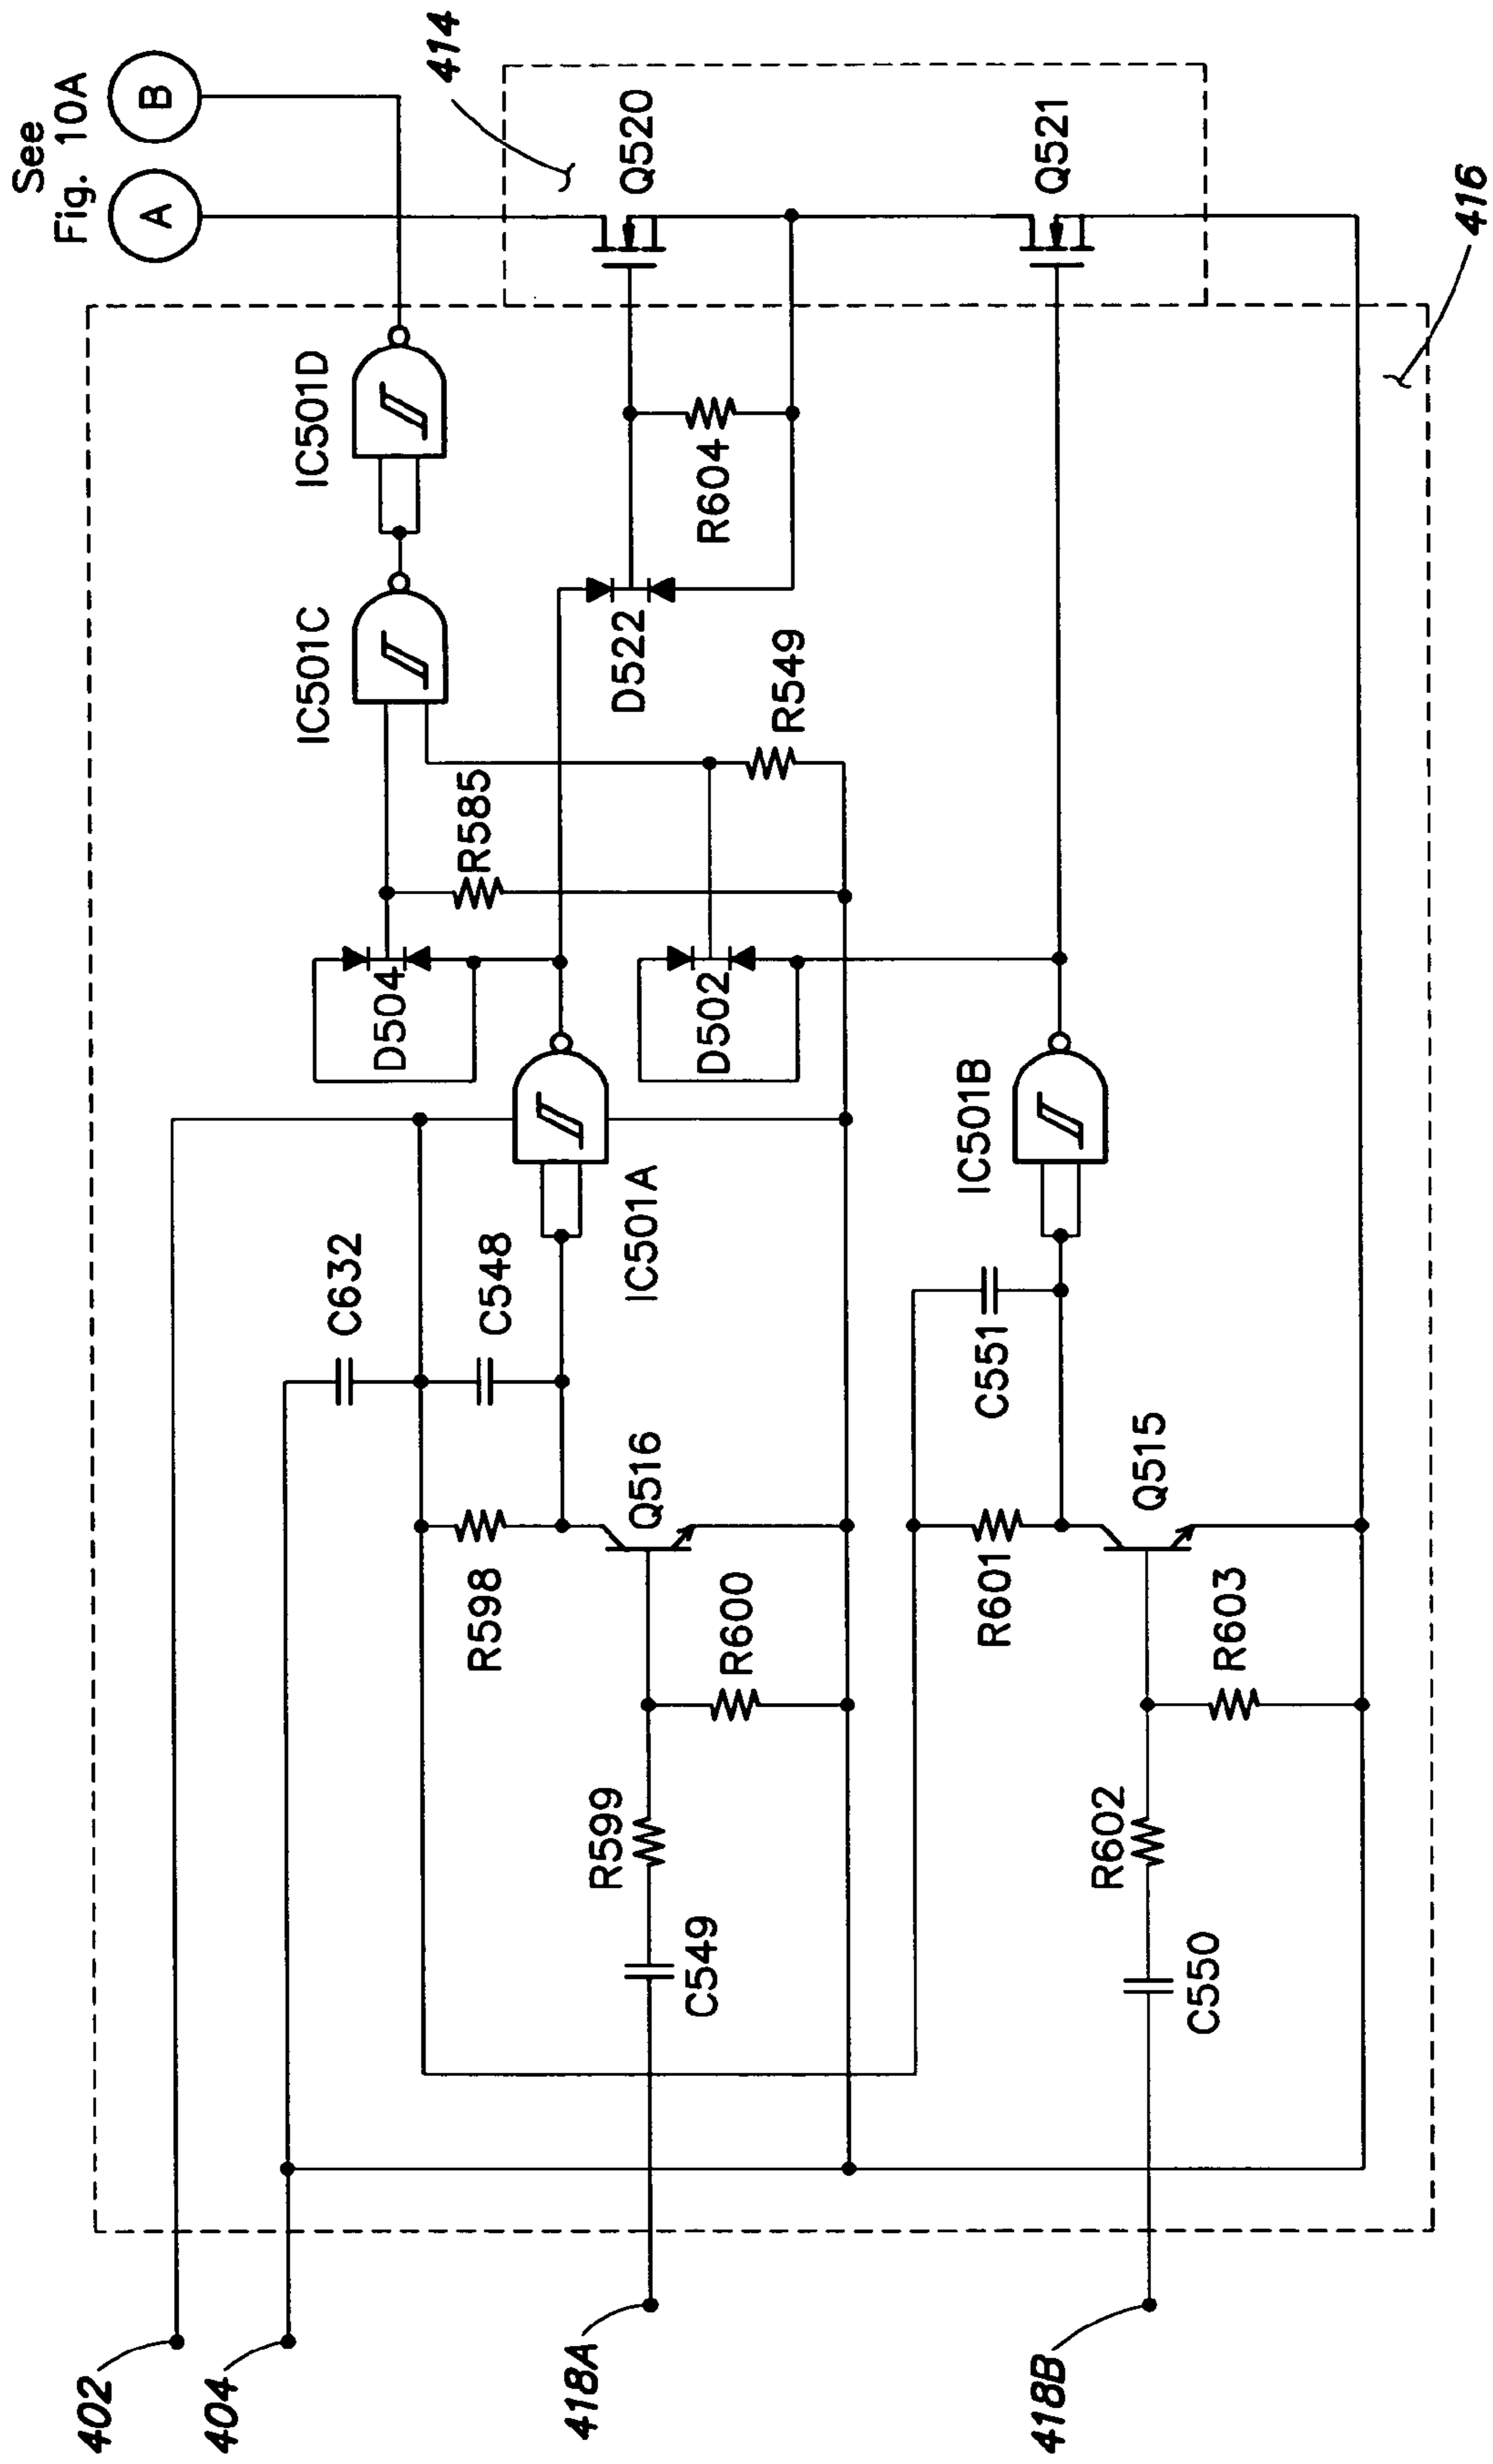 See
Fig. 10A
A
B
414
Q520
Q521
416
IC501D
IC501C
R604
D522
R549
R585
D504
D502
IC501A
IC501B
C632
C548
C551
Q516
Q515
R598
R600
R601
R603
R599
R602
C549
C550
402
404
418A
418B